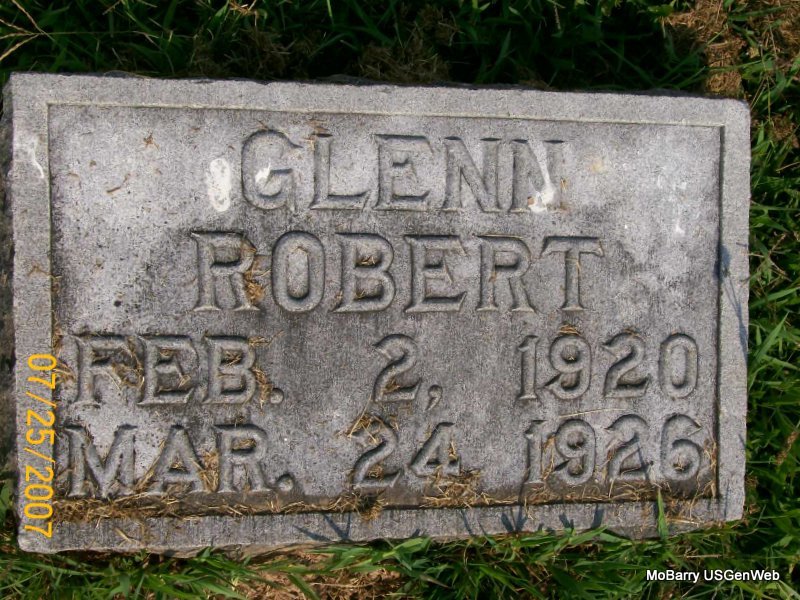 GLENN
ROBERT
FEB. 2, 1920
MAR. 24 1926
07/25/2007
MoBarry USGenWeb